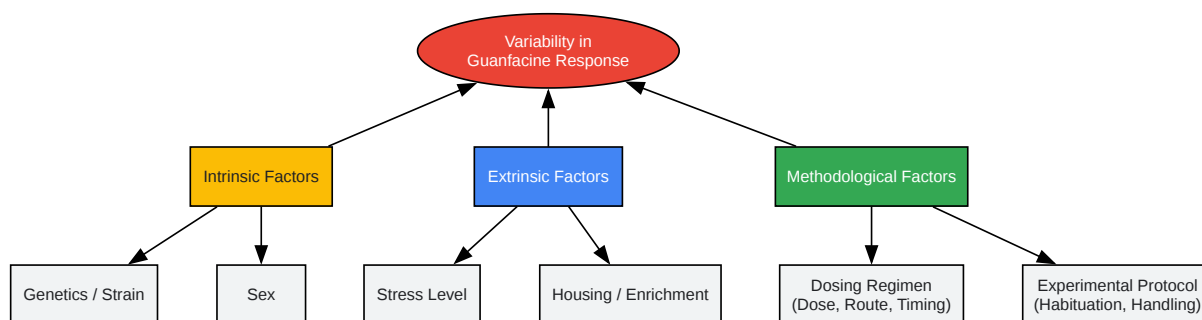 Variability in
Guanfacine Response
Intrinsic Factors
Extrinsic Factors
Methodological Factors
Genetics / Strain
Sex
Stress Level
Housing / Enrichment
Dosing Regimen
(Dose, Route, Timing)
Experimental Protocol
(Habituation, Handling)